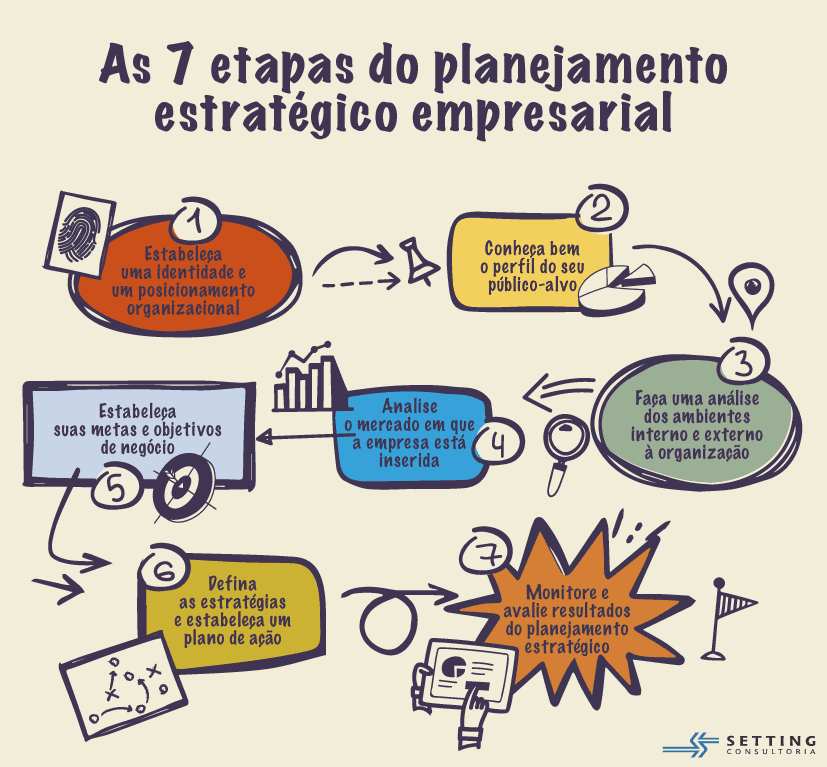 As 7 etapas do planejamento
estratégico empresarial
1
Estabeleça
uma identidade e
um posicionamento
organizacional
2
Conheça bem
o perfil do seu
público-alvo
3
Faça uma análise
dos ambientes
interno e externo
à organização
4
Analise
o mercado em que
a empresa está
inserida
5
Estabeleça
suas metas e objetivos
de negócio
6
Defina
as estratégias
e estabeleça um
plano de ação
7
Monitore e
avalie resultados
do planejamento
estratégico
SETTING
CONSULTORIA